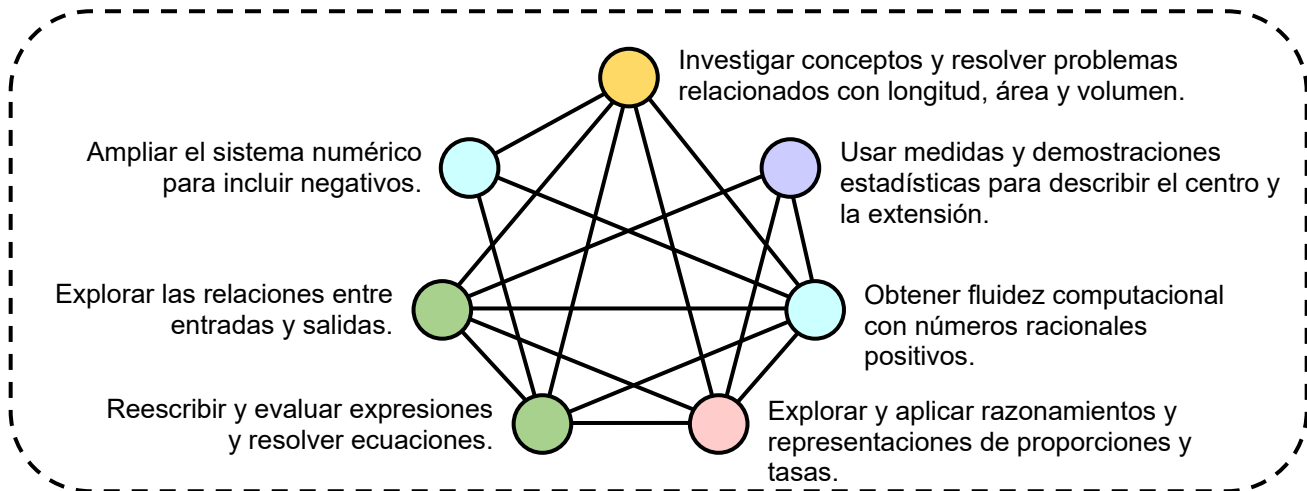 Investigar conceptos y resolver problemas
relacionados con longitud, área y volumen.
Ampliar el sistema numérico
para incluir negativos.
Usar medidas y demostraciones
estadísticas para describir el centro y
la extensión.
Explorar las relaciones entre
entradas y salidas.
Obtener fluidez computacional
con números racionales
positivos.
Reescribir y evaluar expresiones
y resolver ecuaciones.
Explorar y aplicar razonamientos y
representaciones de proporciones y
tasas.